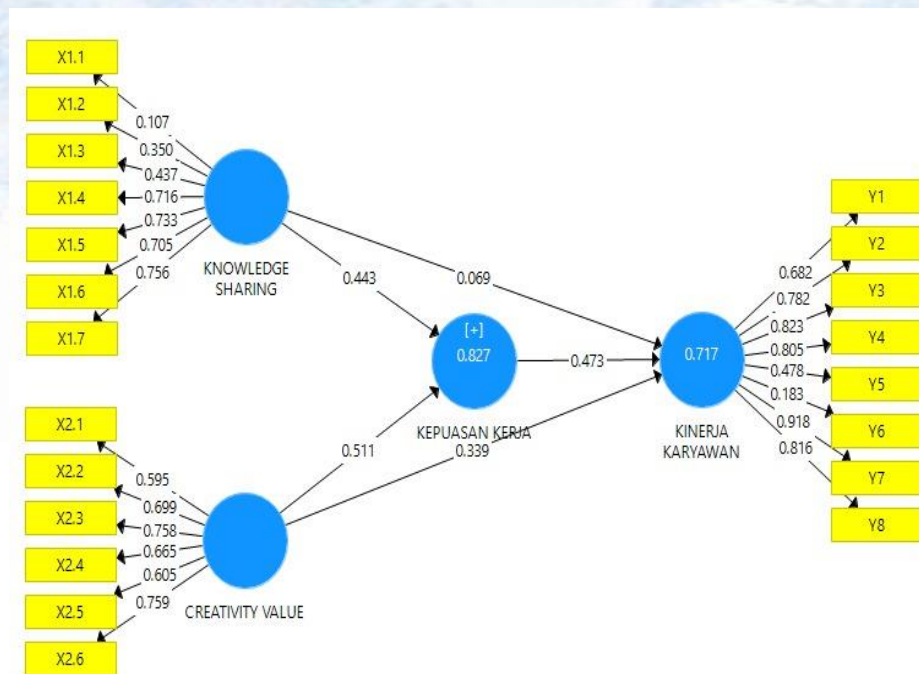 X1.1
X1.2
X1.3
X1.4
X1.5
X1.6
X1.7
0.107
0.350
0.437
0.716
0.733
0.705
0.756
KNOWLEDGE
SHARING
0.443
0.069
[+]
0.827
KEPUASAN KERJA
0.473
0.511
0.339
0.717
KINERJA
KARYAWAN
X2.1
X2.2
X2.3
X2.4
X2.5
X2.6
0.595
0.699
0.758
0.665
0.605
0.759
CREATIVITY VALUE
0.682
0.782
0.823
0.805
0.478
0.183
0.918
0.816
Y1
Y2
Y3
Y4
Y5
Y6
Y7
Y8